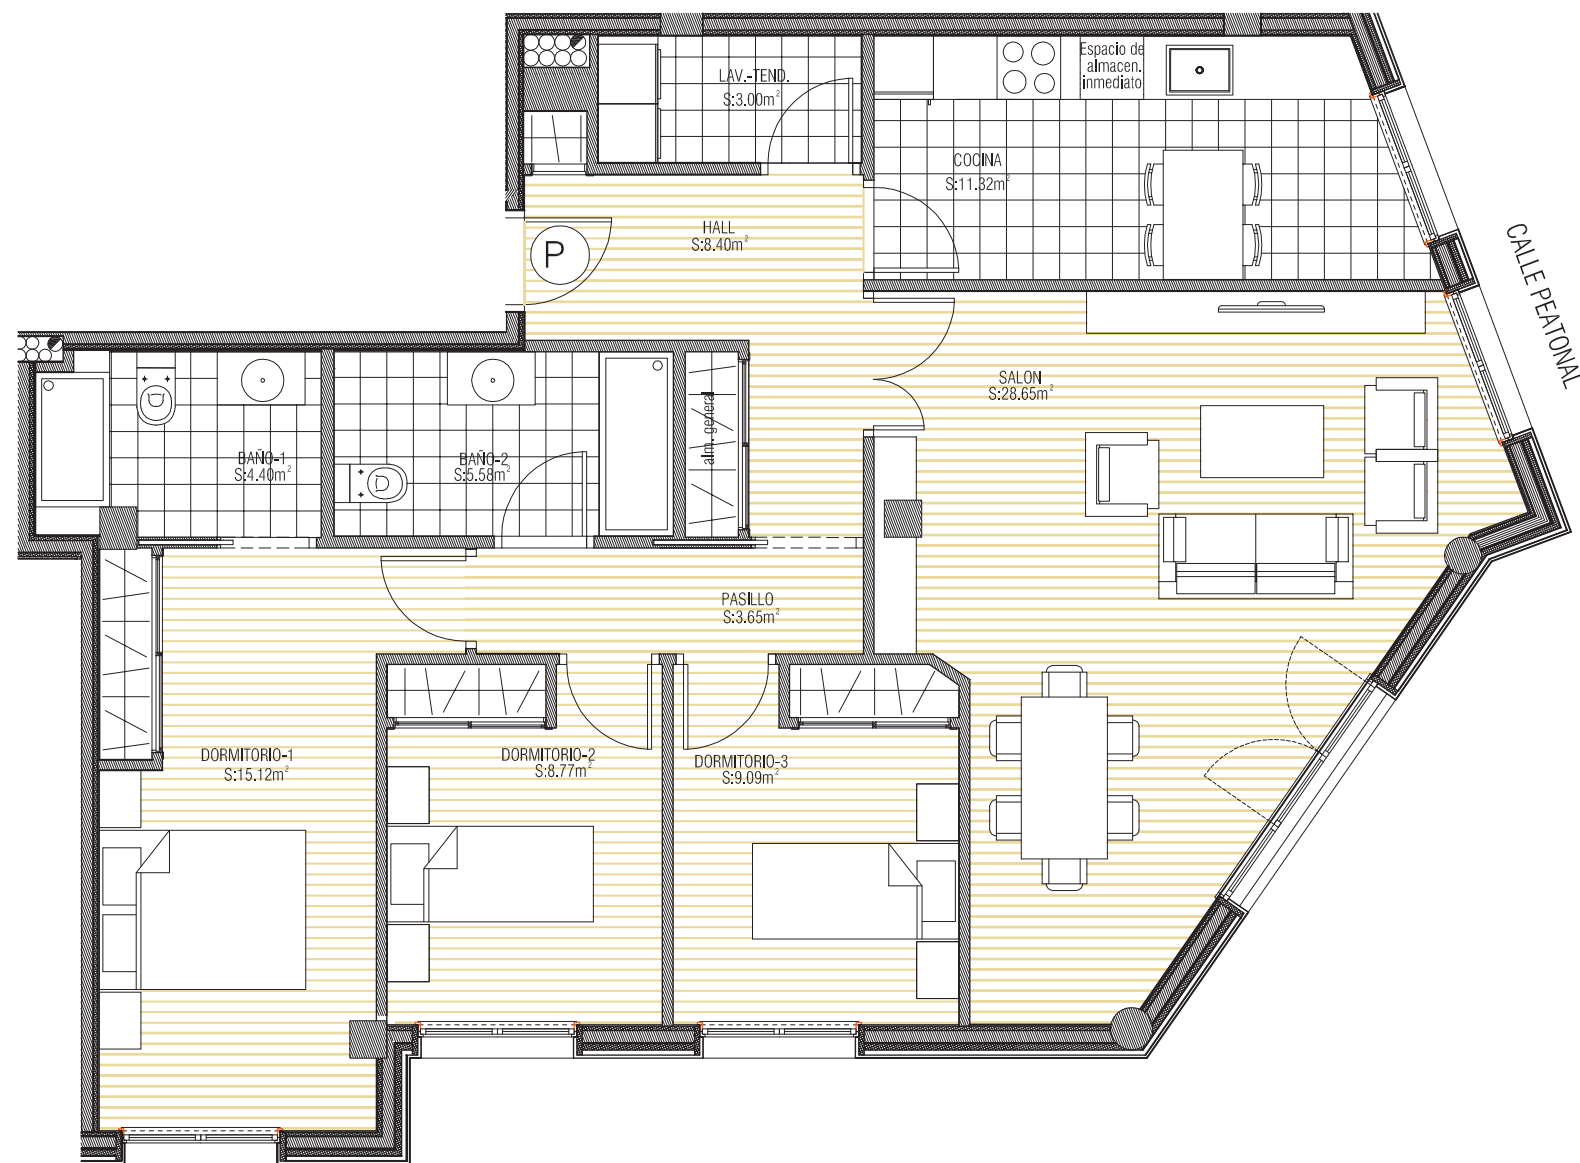 Espacio de
almacen.
inmediato
LAV.-TEND.
S:3.00m²
COCINA
S:11.32m²
HALL
S:8.40m²
P
CALLE PEATONAL
SALON
S:28.65m²
alm. general
BAÑO-1
S:4.40m²
BAÑO-2
S:5.58m²
PASILLO
S:3.65m²
DORMITORIO-1
S:15.12m²
DORMITORIO-2
S:8.77m²
DORMITORIO-3
S:9.09m²